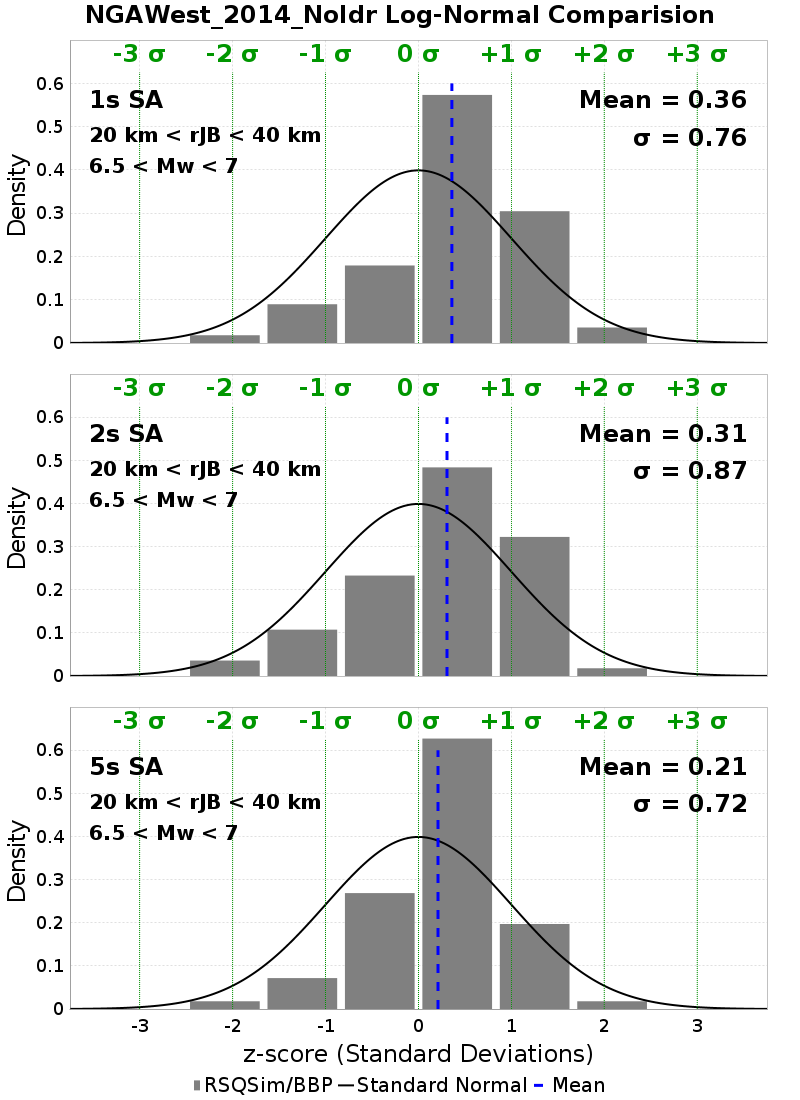 NGAWest_2014_NoIdr Log-Normal Comparision
-3 σ -2 σ -1 σ 0 σ +1 σ +2 σ +3 σ
1s SA
20 km < rJB < 40 km
6.5 < Mw < 7
Mean = 0.36
σ = 0.76
Density
0.6
0.5
0.4
0.3
0.2
0.1
0
-3 σ -2 σ -1 σ 0 σ +1 σ +2 σ +3 σ
2s SA
20 km < rJB < 40 km
6.5 < Mw < 7
Mean = 0.31
σ = 0.87
Density
0.6
0.5
0.4
0.3
0.2
0.1
0
-3 σ -2 σ -1 σ 0 σ +1 σ +2 σ +3 σ
5s SA
20 km < rJB < 40 km
6.5 < Mw < 7
Mean = 0.21
σ = 0.72
Density
0.6
0.5
0.4
0.3
0.2
0.1
0
-3 -2 -1 0 1 2 3
z-score (Standard Deviations)
RSQSim/BBP Standard Normal Mean